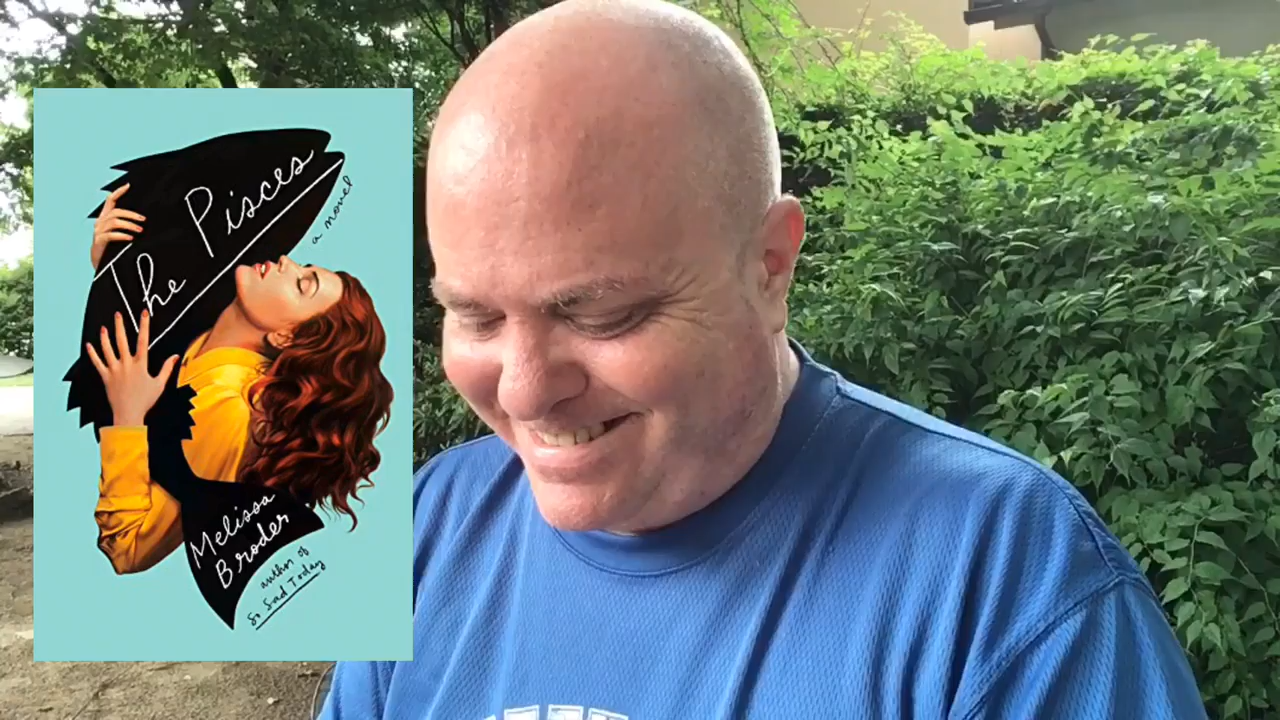 The Pisces
a novel
Melissa
Broder
author of
So Sad Today